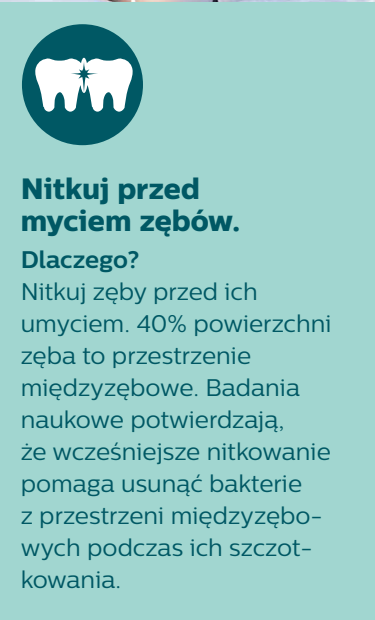 Nitkuj przed
myciem zębów.
Dlaczego?
Nitkuj zęby przed ich
umyciem. 40% powierzchni
zęba to przestrzenie
międzyzębowe. Badania
naukowe potwierdzają,
że wcześniejsze nitkowanie
pomaga usunąć bakterie
z przestrzeni międzyzębo-
wych podczas ich szczot-
kowania.